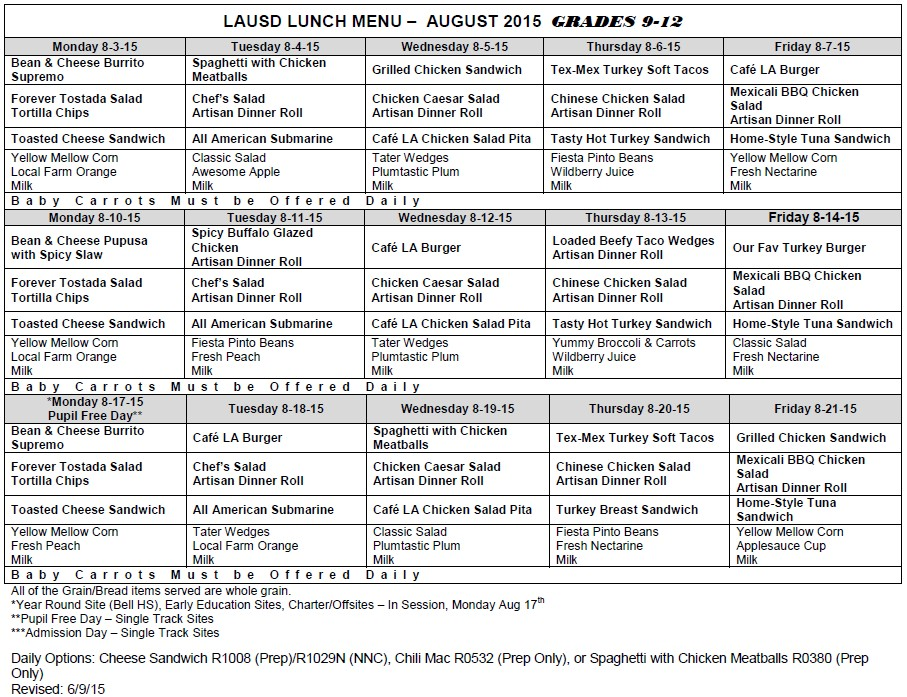 LAUSD LUNCH MENU – AUGUST 2015 GRADES 9-12
Monday 8-3-15 Tuesday 8-4-15 Wednesday 8-5-15 Thursday 8-6-15 Friday 8-7-15
Bean & Cheese Burrito
Supremo
Spaghetti with Chicken
Meatballs
Grilled Chicken Sandwich
Tex-Mex Turkey Soft Tacos
Café LA Burger
Forever Tostada Salad
Tortilla Chips
Chef's Salad
Artisan Dinner Roll
Chicken Caesar Salad
Artisan Dinner Roll
Chinese Chicken Salad
Artisan Dinner Roll
Mexicali BBQ Chicken
Salad
Artisan Dinner Roll
Toasted Cheese Sandwich
All American Submarine
Café LA Chicken Salad Pita
Tasty Hot Turkey Sandwich
Home-Style Tuna Sandwich
Yellow Mellow Corn
Local Farm Orange
Milk
Classic Salad
Awesome Apple
Milk
Tater Wedges
Plumtastic Plum
Milk
Fiesta Pinto Beans
Wildberry Juice
Milk
Yellow Mellow Corn
Fresh Nectarine
Milk
Baby Carrots Must be Offered Daily
Monday 8-10-15 Tuesday 8-11-15 Wednesday 8-12-15 Thursday 8-13-15 Friday 8-14-15
Bean & Cheese Pupusa
with Spicy Slaw
Spicy Buffalo Glazed
Chicken
Artisan Dinner Roll
Café LA Burger
Loaded Beefy Taco Wedges
Artisan Dinner Roll
Our Fav Turkey Burger
Forever Tostada Salad
Tortilla Chips
Chef's Salad
Artisan Dinner Roll
Chicken Caesar Salad
Artisan Dinner Roll
Chinese Chicken Salad
Artisan Dinner Roll
Mexicali BBQ Chicken
Salad
Artisan Dinner Roll
Toasted Cheese Sandwich
All American Submarine
Café LA Chicken Salad Pita
Tasty Hot Turkey Sandwich
Home-Style Tuna Sandwich
Yellow Mellow Corn
Local Farm Orange
Milk
Fiesta Pinto Beans
Fresh Peach
Milk
Tater Wedges
Plumtastic Plum
Milk
Yummy Broccoli & Carrots
Wildberry Juice
Milk
Classic Salad
Fresh Nectarine
Milk
Baby Carrots Must be Offered Daily
*Monday 8-17-15
Pupil Free Day**
Tuesday 8-18-15
Wednesday 8-19-15
Thursday 8-20-15
Friday 8-21-15
Bean & Cheese Burrito
Supremo
Café LA Burger
Spaghetti with Chicken
Meatballs
Tex-Mex Turkey Soft Tacos
Grilled Chicken Sandwich
Forever Tostada Salad
Tortilla Chips
Chef's Salad
Artisan Dinner Roll
Chicken Caesar Salad
Artisan Dinner Roll
Chinese Chicken Salad
Artisan Dinner Roll
Mexicali BBQ Chicken
Salad
Artisan Dinner Roll
Toasted Cheese Sandwich
All American Submarine
Café LA Chicken Salad Pita
Turkey Breast Sandwich
Home-Style Tuna
Sandwich
Yellow Mellow Corn
Fresh Peach
Milk
Tater Wedges
Local Farm Orange
Milk
Classic Salad
Plumtastic Plum
Milk
Fiesta Pinto Beans
Fresh Nectarine
Milk
Yellow Mellow Corn
Applesauce Cup
Milk
Baby Carrots Must be Offered Daily
All of the Grain/Bread items served are whole grain.
*Year Round Site (Bell HS), Early Education Sites, Charter/Offsites – In Session, Monday Aug 17th
**Pupil Free Day – Single Track Sites
***Admission Day – Single Track Sites
Daily Options: Cheese Sandwich R1008 (Prep)/R1029N (NNC), Chili Mac R0532 (Prep Only), or Spaghetti with Chicken Meatballs R0380 (Prep
Only)
Revised: 6/9/15